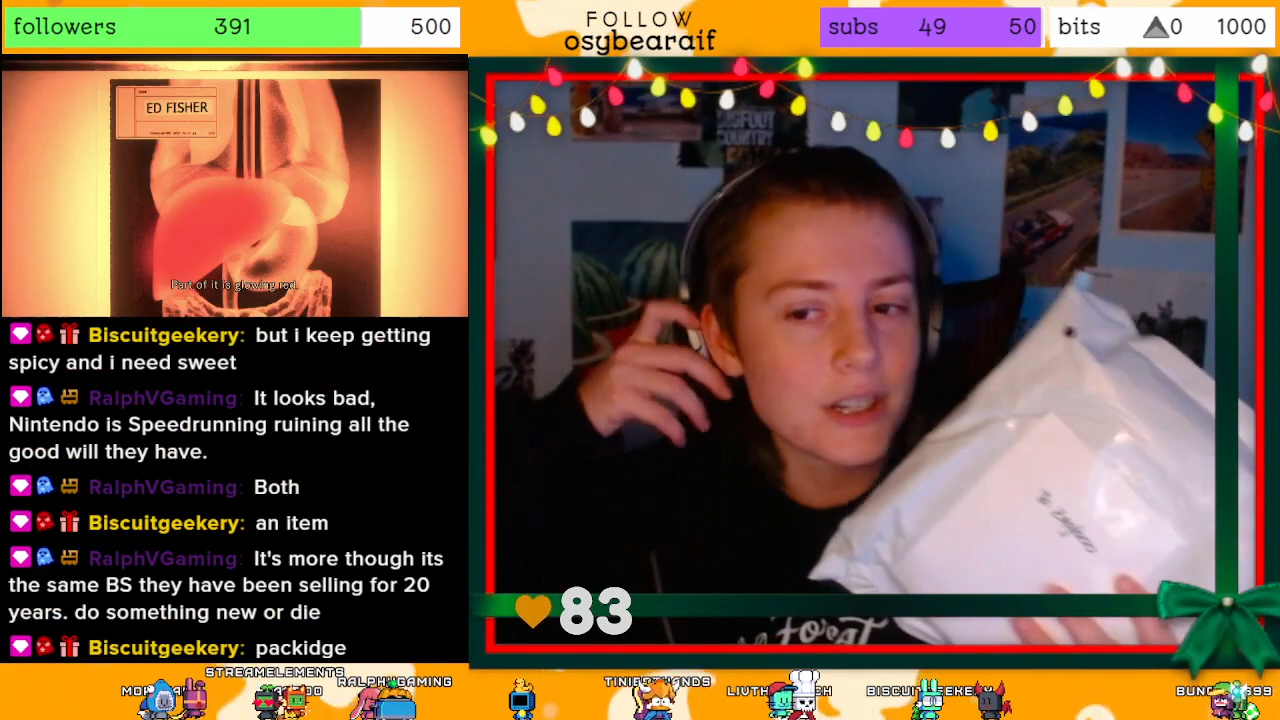 followers 391 500
FOLLOW
osybearaif
subs 49 50
bits 0 1000
ED FISHER
Part of it is glowing red.
BIGFOOT
COUNTRY
Biscuitgeekery: but i keep getting
spicy and i need sweet
RalphVGaming: It looks bad,
Nintendo is Speedrunning ruining all the
good will they have.
RalphVGaming: Both
Biscuitgeekery: an item
RalphVGaming: It's more though its
the same BS they have been selling for 20
years. do something new or die
Biscuitgeekery: packidge
83
STREAMELEMENTS